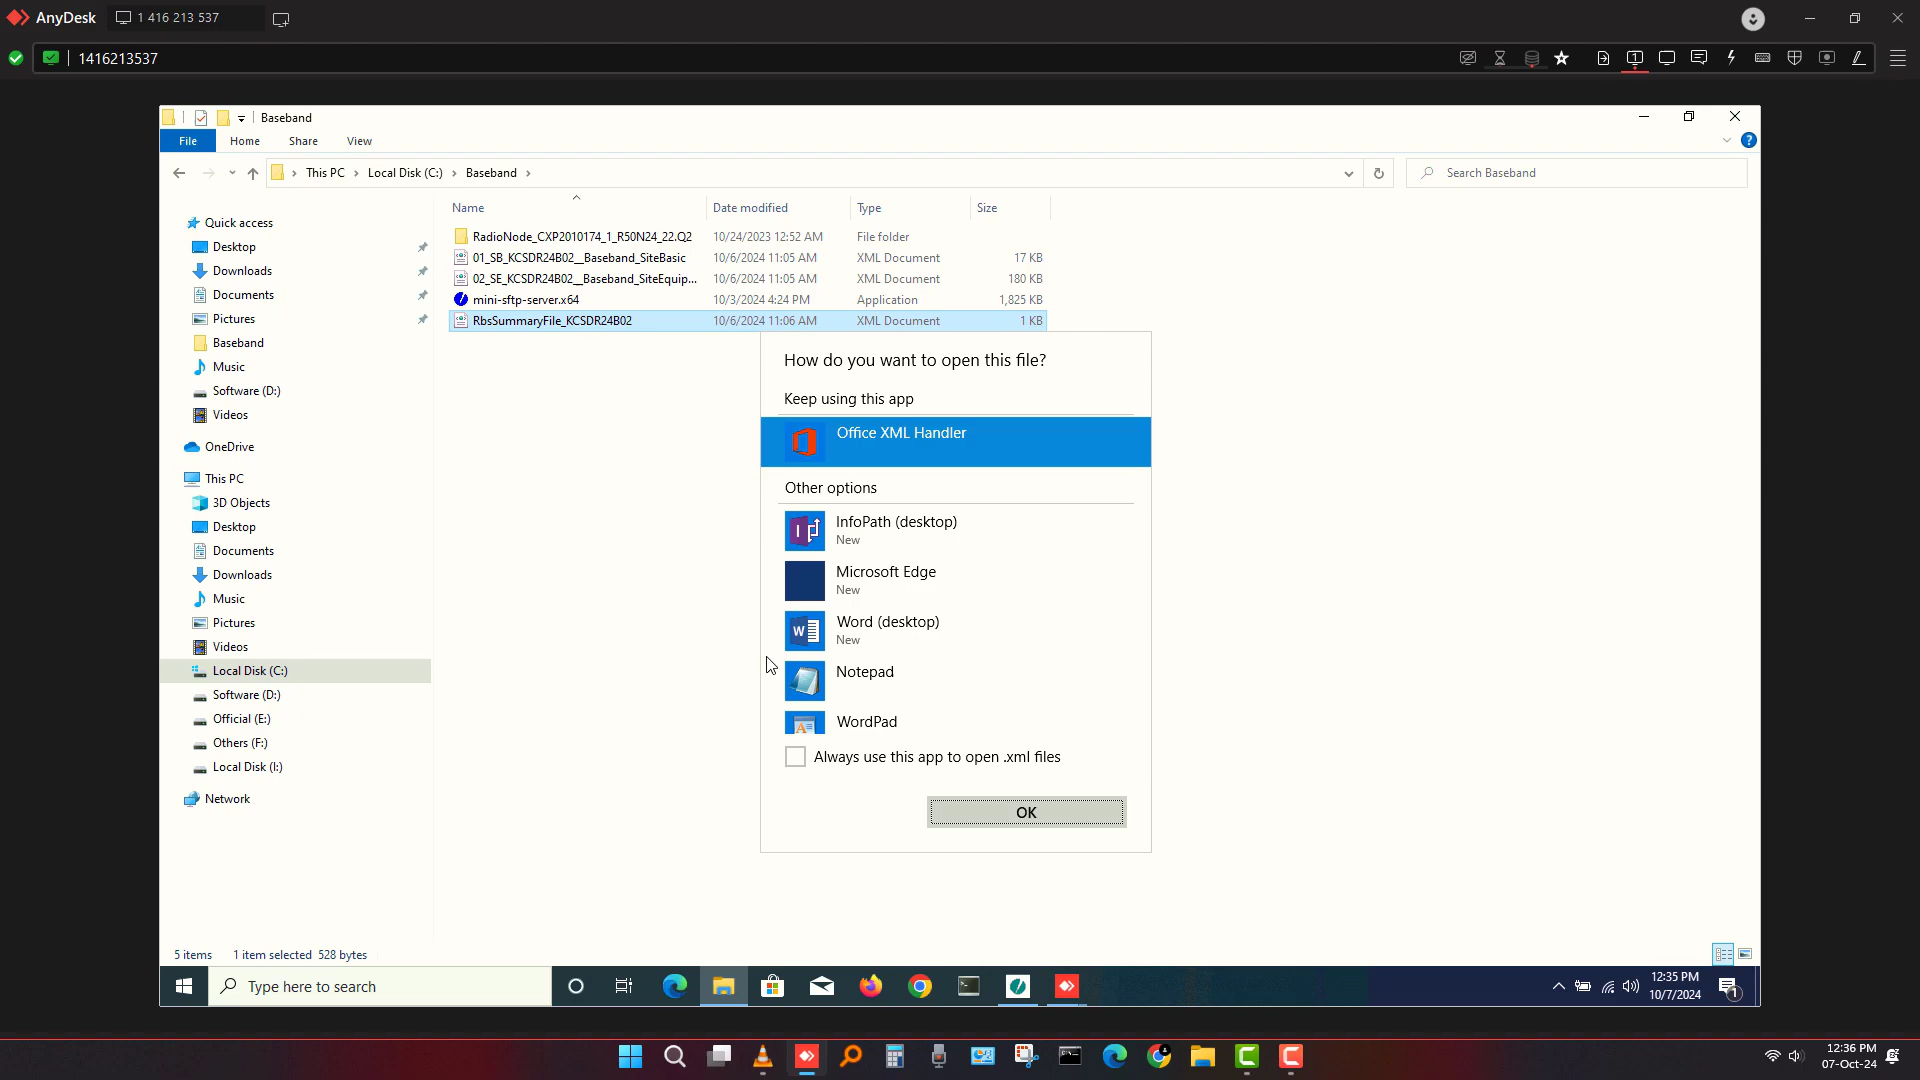 AnyDesk
1 416 213 537
1416213537
1
Baseband
File Home Share View
This PC Local Disk (C:) Baseband
Search Baseband
Name Date modified Type Size
RadioNode_CXP2010174_1_R50N24_22.Q2 10/24/2023 12:52 AM File folder
01_SB_KCSDR24B02__Baseband_SiteBasic 10/6/2024 11:05 AM XML Document 17 KB
02_SE_KCSDR24B02__Baseband_SiteEquip... 10/6/2024 11:05 AM XML Document 180 KB
mini-sftp-server.x64 10/3/2024 4:24 PM Application 1,825 KB
RbsSummaryFile_KCSDR24B02 10/6/2024 11:06 AM XML Document 1 KB
Quick access
Desktop
Downloads
Documents
Pictures
Baseband
Music
Software (D:)
Videos
OneDrive
This PC
3D Objects
Desktop
Documents
Downloads
Music
Pictures
Videos
Local Disk (C:)
Software (D:)
Official (E:)
Others (F:)
Local Disk (I:)
Network
How do you want to open this file?
Keep using this app
Office XML Handler
Other options
InfoPath (desktop)
New
Microsoft Edge
New
Word (desktop)
New
Notepad
WordPad
Always use this app to open .xml files
OK
5 items 1 item selected 528 bytes
Type here to search
12:35 PM
10/7/2024
1
12:36 PM
07-Oct-24